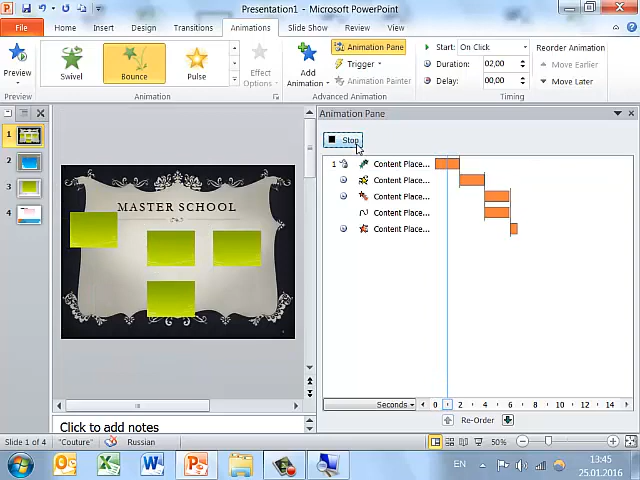 Presentation1 - Microsoft PowerPoint
File Home Insert Design Transitions Animations Slide Show Review View
Preview
Swivel Bounce Pulse
Effect Options
Add Animation
Animation Pane
Trigger
Animation Painter
Start: On Click
Duration: 02,00
Delay: 00,00
Reorder Animation
Move Earlier
Move Later
Preview Animation Advanced Animation Timing
Animation Pane
Stop
1 Content Place...
Content Place...
Content Place...
Content Place...
Content Place...
1
2
3
4
MASTER SCHOOL
Seconds 0 2 4 6 8 10 12 14
Re-Order
Click to add notes
Slide 1 of 4 "Couture" Russian 50%
EN 13:45
25.01.2016